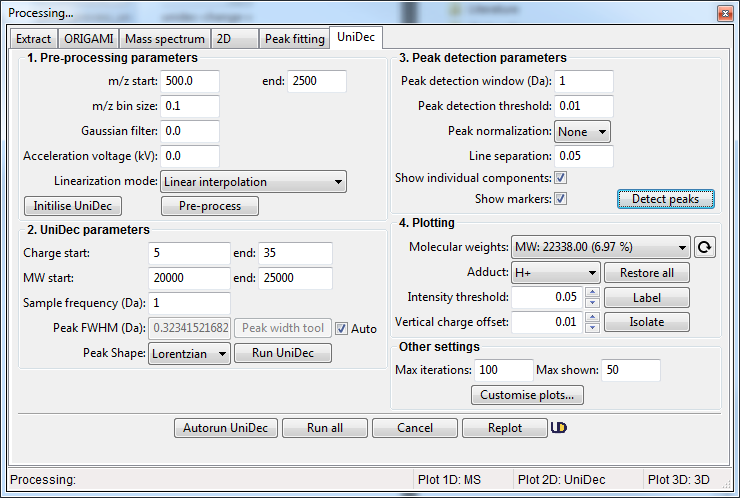 Processing...
Extract ORIGAMI Mass spectrum 2D Peak fitting UniDec
1. Pre-processing parameters
m/z start: 500.0 end: 2500
m/z bin size: 0.1
Gaussian filter: 0.0
Acceleration voltage (kV): 0.0
Linearization mode: Linear interpolation
Initilise UniDec Pre-process
2. UniDec parameters
Charge start: 5 end: 35
MW start: 20000 end: 25000
Sample frequency (Da): 1
Peak FWHM (Da): 0.32341521682 Peak width tool Auto
Peak Shape: Lorentzian Run UniDec
3. Peak detection parameters
Peak detection window (Da): 1
Peak detection threshold: 0.01
Peak normalization: None
Line separation: 0.05
Show individual components:
Show markers: Detect peaks
4. Plotting
Molecular weights: MW: 22338.00 (6.97 %)
Adduct: H+ Restore all
Intensity threshold: 0.05 Label
Vertical charge offset: 0.01 Isolate
Other settings
Max iterations: 100 Max shown: 50
Customise plots...
Autorun UniDec Run all Cancel Replot UD
Processing: Plot 1D: MS Plot 2D: UniDec Plot 3D: 3D